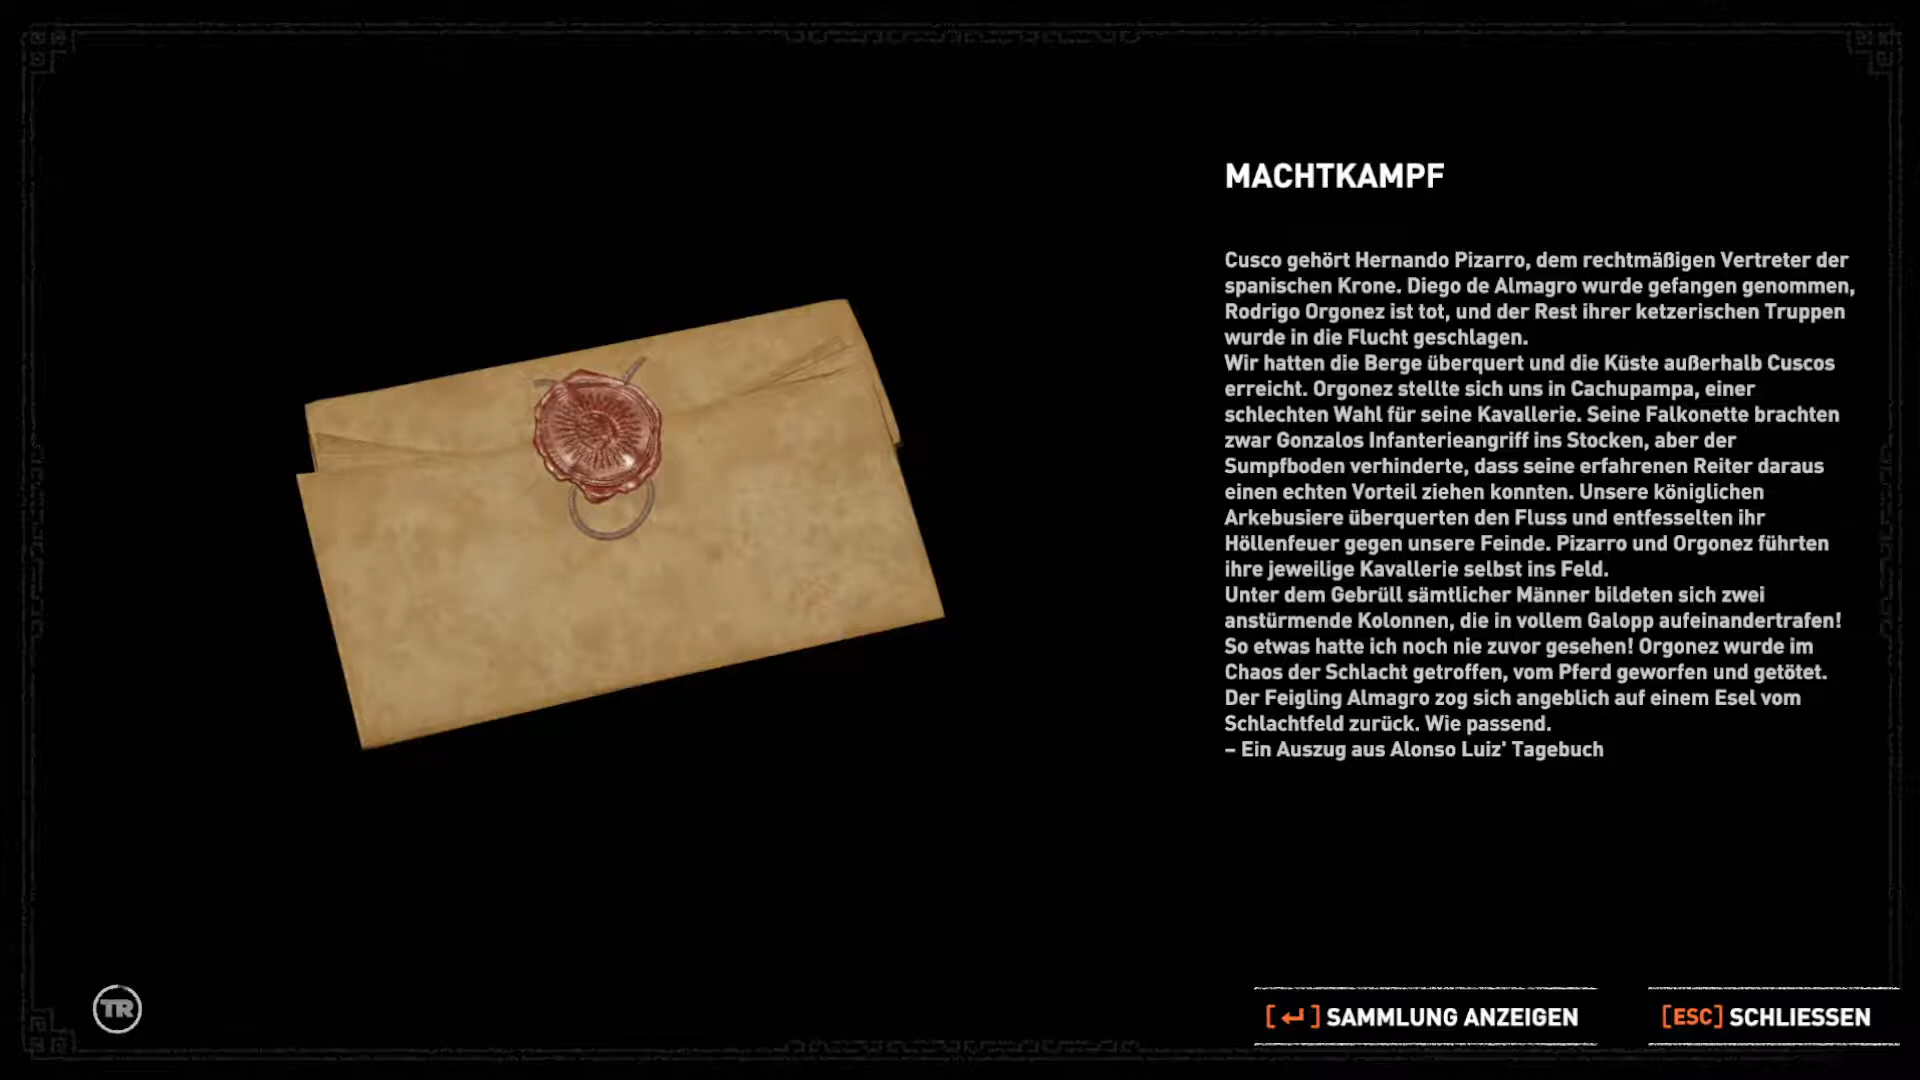 MACHTKAMPF
Cusco gehört Hernando Pizarro, dem rechtmäßigen Vertreter der
spanischen Krone. Diego de Almagro wurde gefangen genommen,
Rodrigo Orgonez ist tot, und der Rest ihrer ketzerischen Truppen
wurde in die Flucht geschlagen.
Wir hatten die Berge überquert und die Küste außerhalb Cuscos
erreicht. Orgonez stellte sich uns in Cachupampa, einer
schlechten Wahl für seine Kavallerie. Seine Falkonette brachten
zwar Gonzalos Infanterieangriff ins Stocken, aber der
Sumpfboden verhinderte, dass seine erfahrenen Reiter daraus
einen echten Vorteil ziehen konnten. Unsere königlichen
Arkebusiere überquerten den Fluss und entfesselten ihr
Höllenfeuer gegen unsere Feinde. Pizarro und Orgonez führten
ihre jeweilige Kavallerie selbst ins Feld.
Unter dem Gebrüll sämtlicher Männer bildeten sich zwei
anstürmende Kolonnen, die in vollem Galopp aufeinandertrafen!
So etwas hatte ich noch nie zuvor gesehen! Orgonez wurde im
Chaos der Schlacht getroffen, vom Pferd geworfen und getötet.
Der Feigling Almagro zog sich angeblich auf einem Esel vom
Schlachtfeld zurück. Wie passend.
– Ein Auszug aus Alonso Luiz' Tagebuch
TR
[↵] SAMMLUNG ANZEIGEN
[ESC] SCHLIESSEN